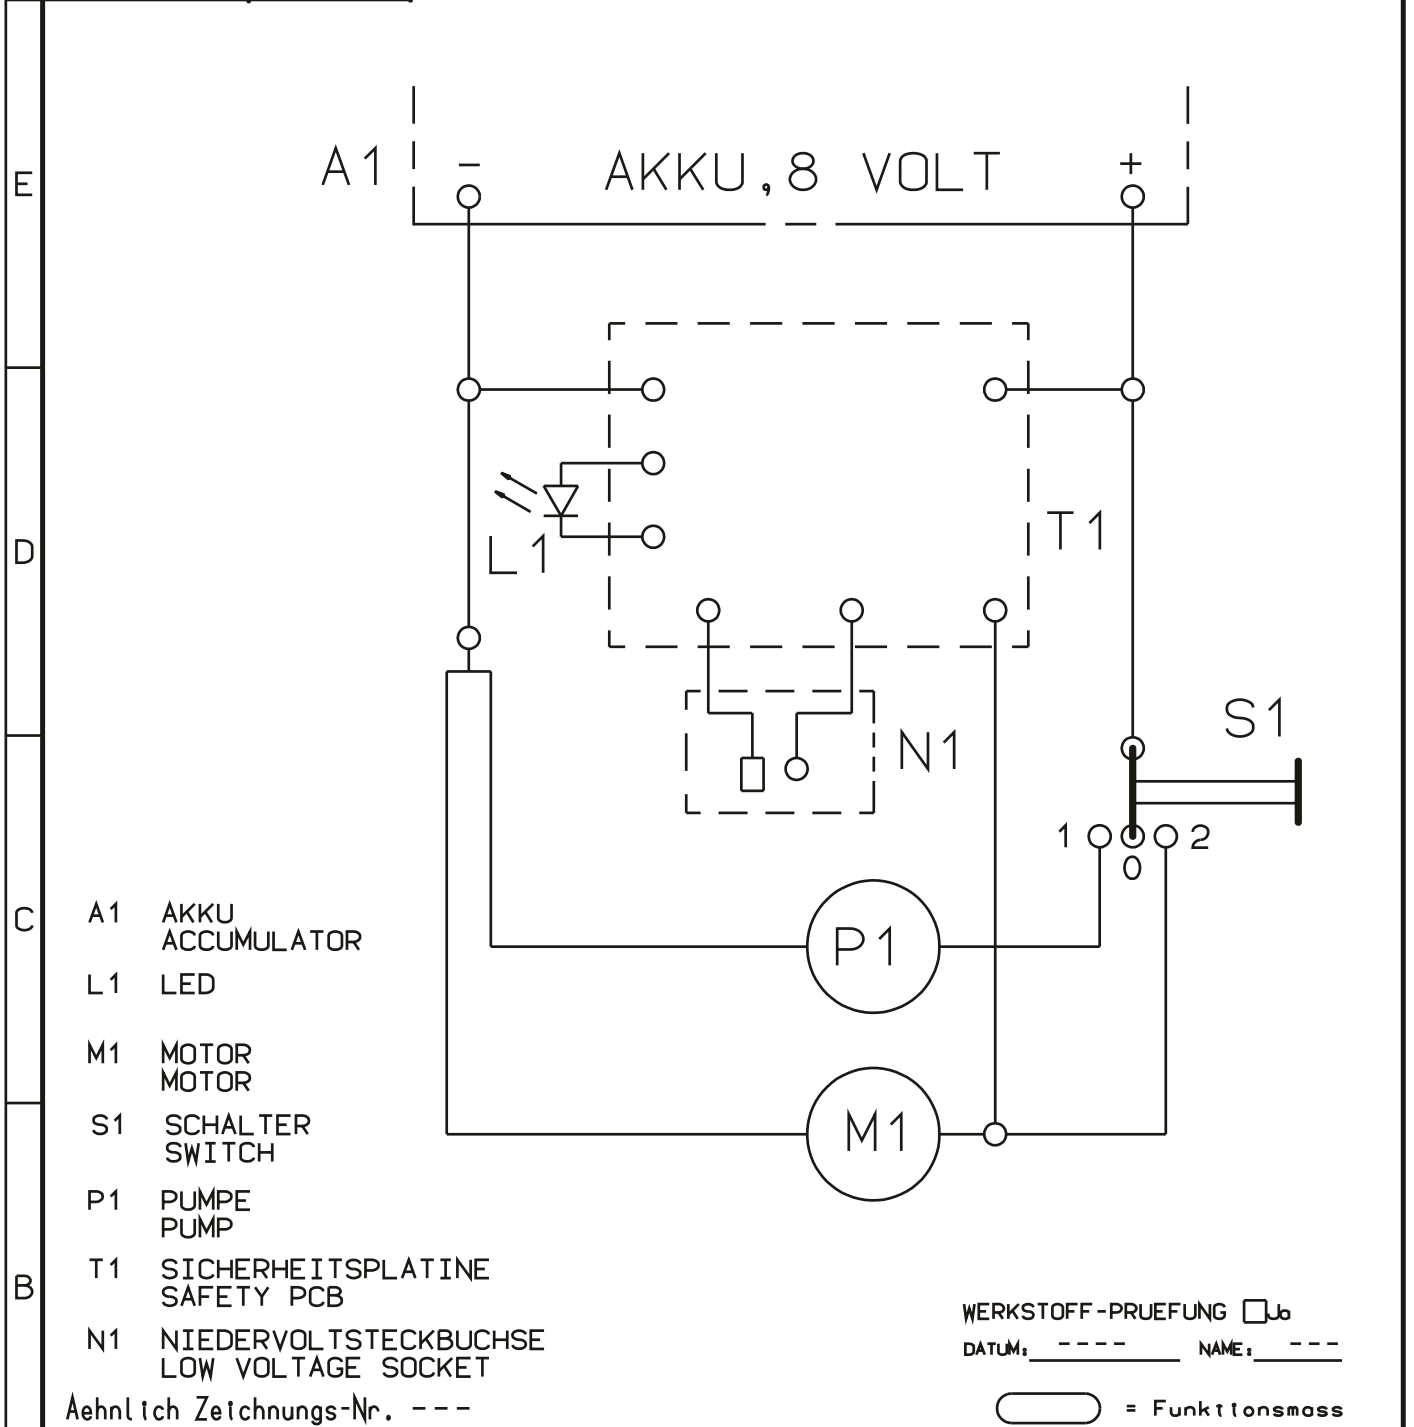 E
A1
-
AKKU,8 VOLT
+
D
L1
T1
N1
S1
1
2
0
C
P1
M1
A1 AKKU
ACCUMULATOR
L1 LED
M1 MOTOR
MOTOR
S1 SCHALTER
SWITCH
P1 PUMPE
PUMP
B
T1 SICHERHEITSPLATINE
SAFETY PCB
N1 NIEDERVOLTSTECKBUCHSE
LOW VOLTAGE SOCKET
Aehnlich Zeichnungs-Nr. ---
WERKSTOFF-PRUEFUNG Ja
DATUM: ---- NAME: ---
= Funktionsmass